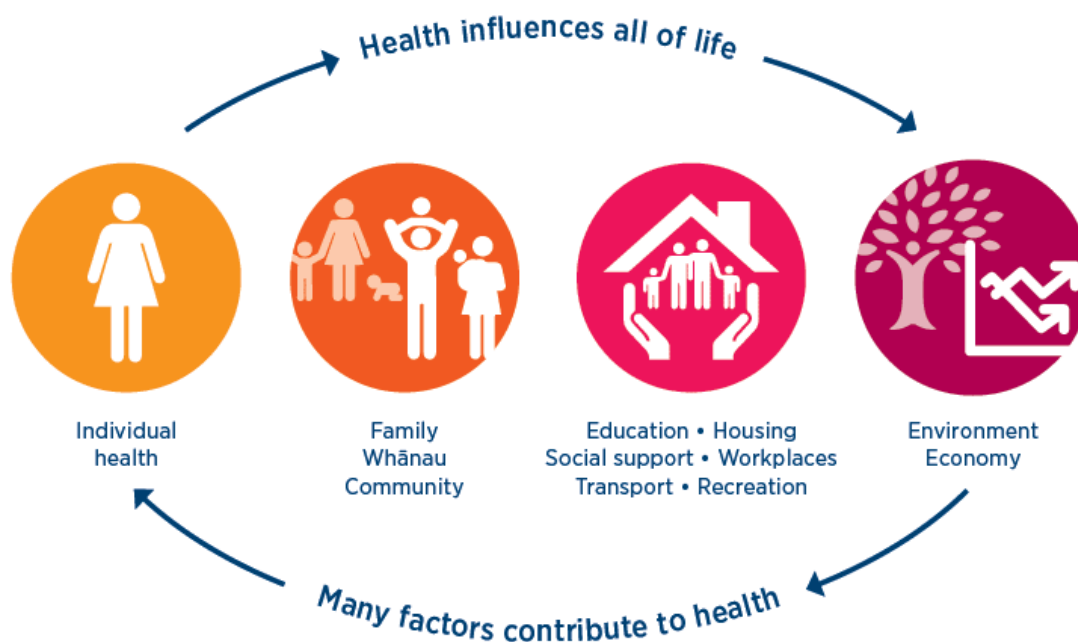 Health influences all of life
Individual
health
Family
Whānau
Community
Education • Housing
Social support • Workplaces
Transport • Recreation
Environment
Economy
Many factors contribute to health